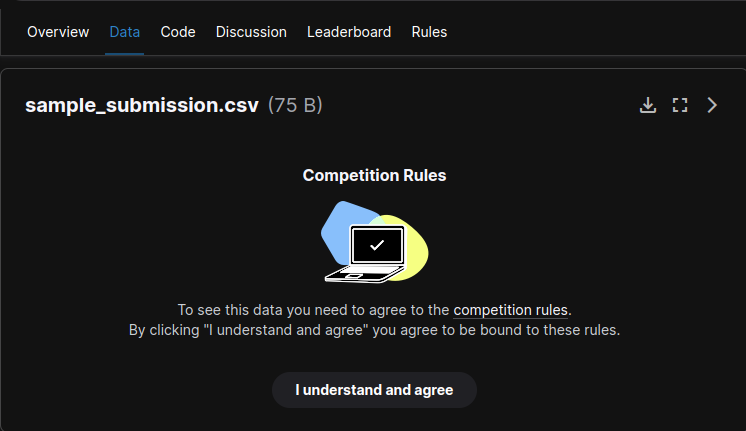 Overview Data Code Discussion Leaderboard Rules
sample_submission.csv (75 B)
Competition Rules
To see this data you need to agree to the competition rules.
By clicking "I understand and agree" you agree to be bound to these rules.
I understand and agree